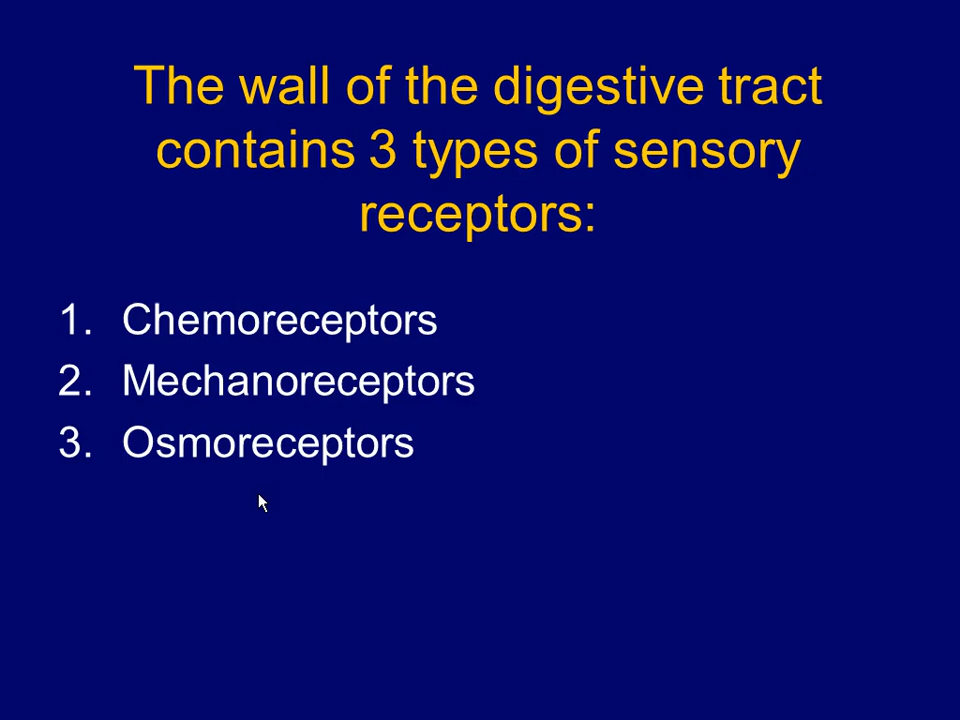 The wall of the digestive tract
contains 3 types of sensory
receptors:
1. Chemoreceptors
2. Mechanoreceptors
3. Osmoreceptors